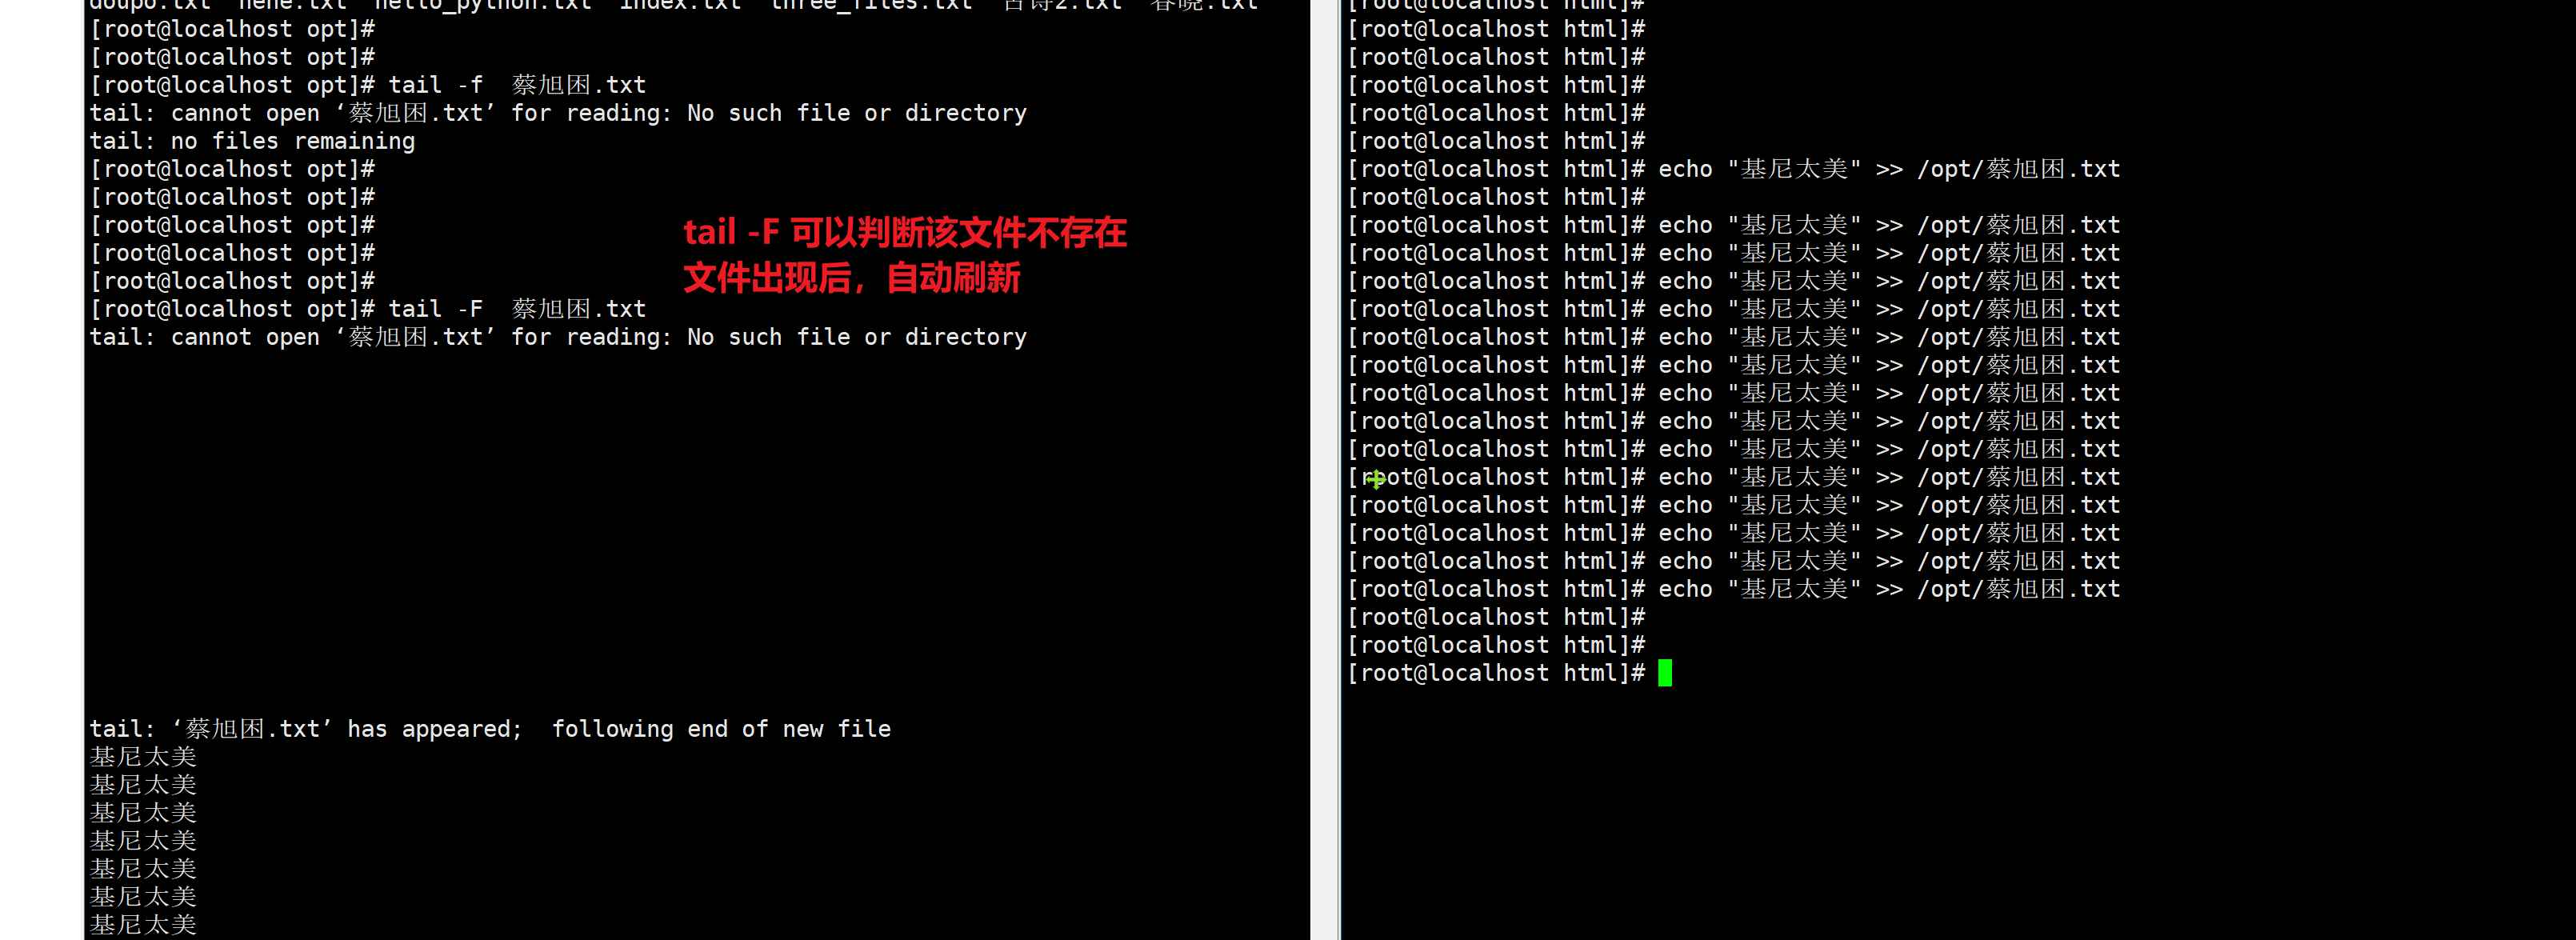 doupo.txt  hehe.txt  hello_python.txt  index.txt  three_files.txt  古诗2.txt  春晓.txt
[root@localhost opt]#
[root@localhost opt]#
[root@localhost opt]# tail -f  蔡旭困.txt
tail: cannot open ‘蔡旭困.txt’ for reading: No such file or directory
tail: no files remaining
[root@localhost opt]#
[root@localhost opt]#
[root@localhost opt]#
[root@localhost opt]#
[root@localhost opt]#
[root@localhost opt]# tail -F  蔡旭困.txt
tail: cannot open ‘蔡旭困.txt’ for reading: No such file or directory
tail -F 可以判断该文件不存在
文件出现后，自动刷新
tail: ‘蔡旭困.txt’ has appeared;  following end of new file
基尼太美
基尼太美
基尼太美
基尼太美
基尼太美
基尼太美
基尼太美
[root@localhost html]#
[root@localhost html]#
[root@localhost html]#
[root@localhost html]#
[root@localhost html]#
[root@localhost html]#
[root@localhost html]# echo "基尼太美" >> /opt/蔡旭困.txt
[root@localhost html]#
[root@localhost html]# echo "基尼太美" >> /opt/蔡旭困.txt
[root@localhost html]# echo "基尼太美" >> /opt/蔡旭困.txt
[root@localhost html]# echo "基尼太美" >> /opt/蔡旭困.txt
[root@localhost html]# echo "基尼太美" >> /opt/蔡旭困.txt
[root@localhost html]# echo "基尼太美" >> /opt/蔡旭困.txt
[root@localhost html]# echo "基尼太美" >> /opt/蔡旭困.txt
[root@localhost html]# echo "基尼太美" >> /opt/蔡旭困.txt
[root@localhost html]# echo "基尼太美" >> /opt/蔡旭困.txt
[root@localhost html]# echo "基尼太美" >> /opt/蔡旭困.txt
[root@localhost html]# echo "基尼太美" >> /opt/蔡旭困.txt
[root@localhost html]# echo "基尼太美" >> /opt/蔡旭困.txt
[root@localhost html]# echo "基尼太美" >> /opt/蔡旭困.txt
[root@localhost html]# echo "基尼太美" >> /opt/蔡旭困.txt
[root@localhost html]# echo "基尼太美" >> /opt/蔡旭困.txt
[root@localhost html]#
[root@localhost html]#
[root@localhost html]#